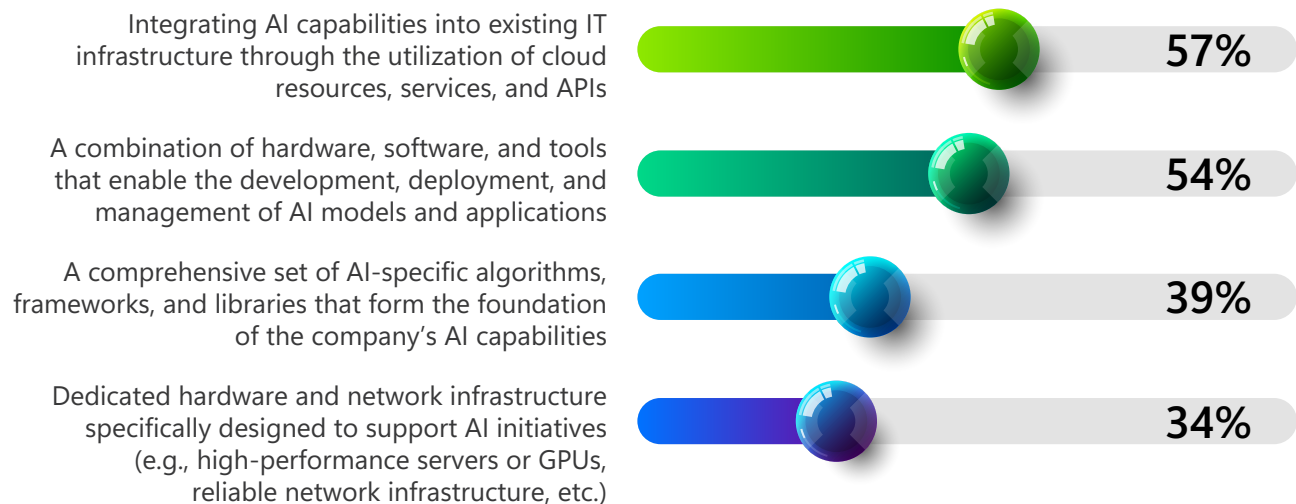 Integrating AI capabilities into existing IT
infrastructure through the utilization of cloud
resources, services, and APIs
57%
A combination of hardware, software, and tools
that enable the development, deployment, and
management of AI models and applications
54%
A comprehensive set of AI-specific algorithms,
frameworks, and libraries that form the foundation
of the company’s AI capabilities
39%
Dedicated hardware and network infrastructure
specifically designed to support AI initiatives
(e.g., high-performance servers or GPUs,
reliable network infrastructure, etc.)
34%